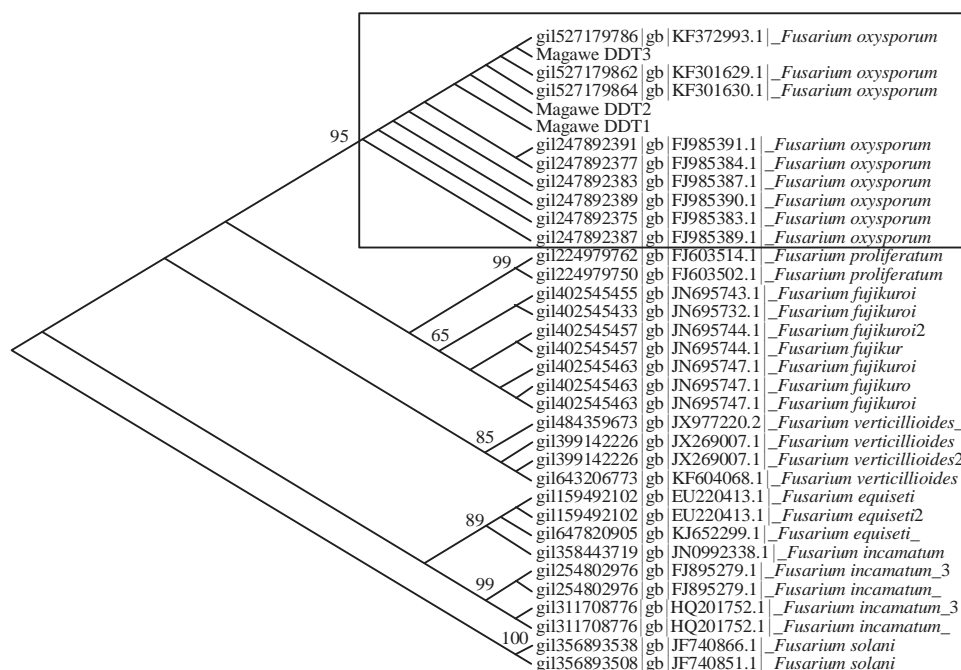 gil527179786|gb|KF372993.1|_Fusarium oxysporum
Magawe DDT3
gil527179862|gb|KF301629.1|_Fusarium oxysporum
gil527179864|gb|KF301630.1|_Fusarium oxysporum
Magawe DDT2
Magawe DDT1
95
gil247892391|gb|FJ985391.1|_Fusarium oxysporum
gil247892377|gb|FJ985384.1|_Fusarium oxysporum
gil247892383|gb|FJ985387.1|_Fusarium oxysporum
gil247892389|gb|FJ985390.1|_Fusarium oxysporum
gil247892375|gb|FJ985383.1|_Fusarium oxysporum
gil247892387|gb|FJ985389.1|_Fusarium oxysporum
99
gil224979762|gb|FJ603514.1|_Fusarium proliferatum
gil224979750|gb|FJ603502.1|_Fusarium proliferatum
gil402545455|gb|JN695743.1|_Fusarium fujikuroi
gil402545433|gb|JN695732.1|_Fusarium fujikuroi
65
gil402545457|gb|JN695744.1|_Fusarium fujikuroi2
gil402545457|gb|JN695744.1|_Fusarium fujikur
gil402545463|gb|JN695747.1|_Fusarium fujikuroi
gil402545463|gb|JN695747.1|_Fusarium fujikuro
gil402545463|gb|JN695747.1|_Fusarium fujikuroi
gil484359673|gb|JX977220.2|_Fusarium verticillioides_
85
gil399142226|gb|JX269007.1|_Fusarium verticillioides
gil399142226|gb|JX269007.1|_Fusarium verticillioides2
gil643206773|gb|KF604068.1|_Fusarium verticillioides
gil159492102|gb|EU220413.1|_Fusarium equiseti
89
gil159492102|gb|EU220413.1|_Fusarium equiseti2
gil647820905|gb|KJ652299.1|_Fusarium equiseti_
gil358443719|gb|JN0992338.1|_Fusarium incamatum
gil254802976|gb|FJ895279.1|_Fusarium incamatum_3
99
gil254802976|gb|FJ895279.1|_Fusarium incamatum_
gil311708776|gb|HQ201752.1|_Fusarium incamatum_3
gil311708776|gb|HQ201752.1|_Fusarium incamatum_
100
gil356893538|gb|JF740866.1|_Fusarium solani
gil356893508|gb|JF740851.1|_Fusarium solani